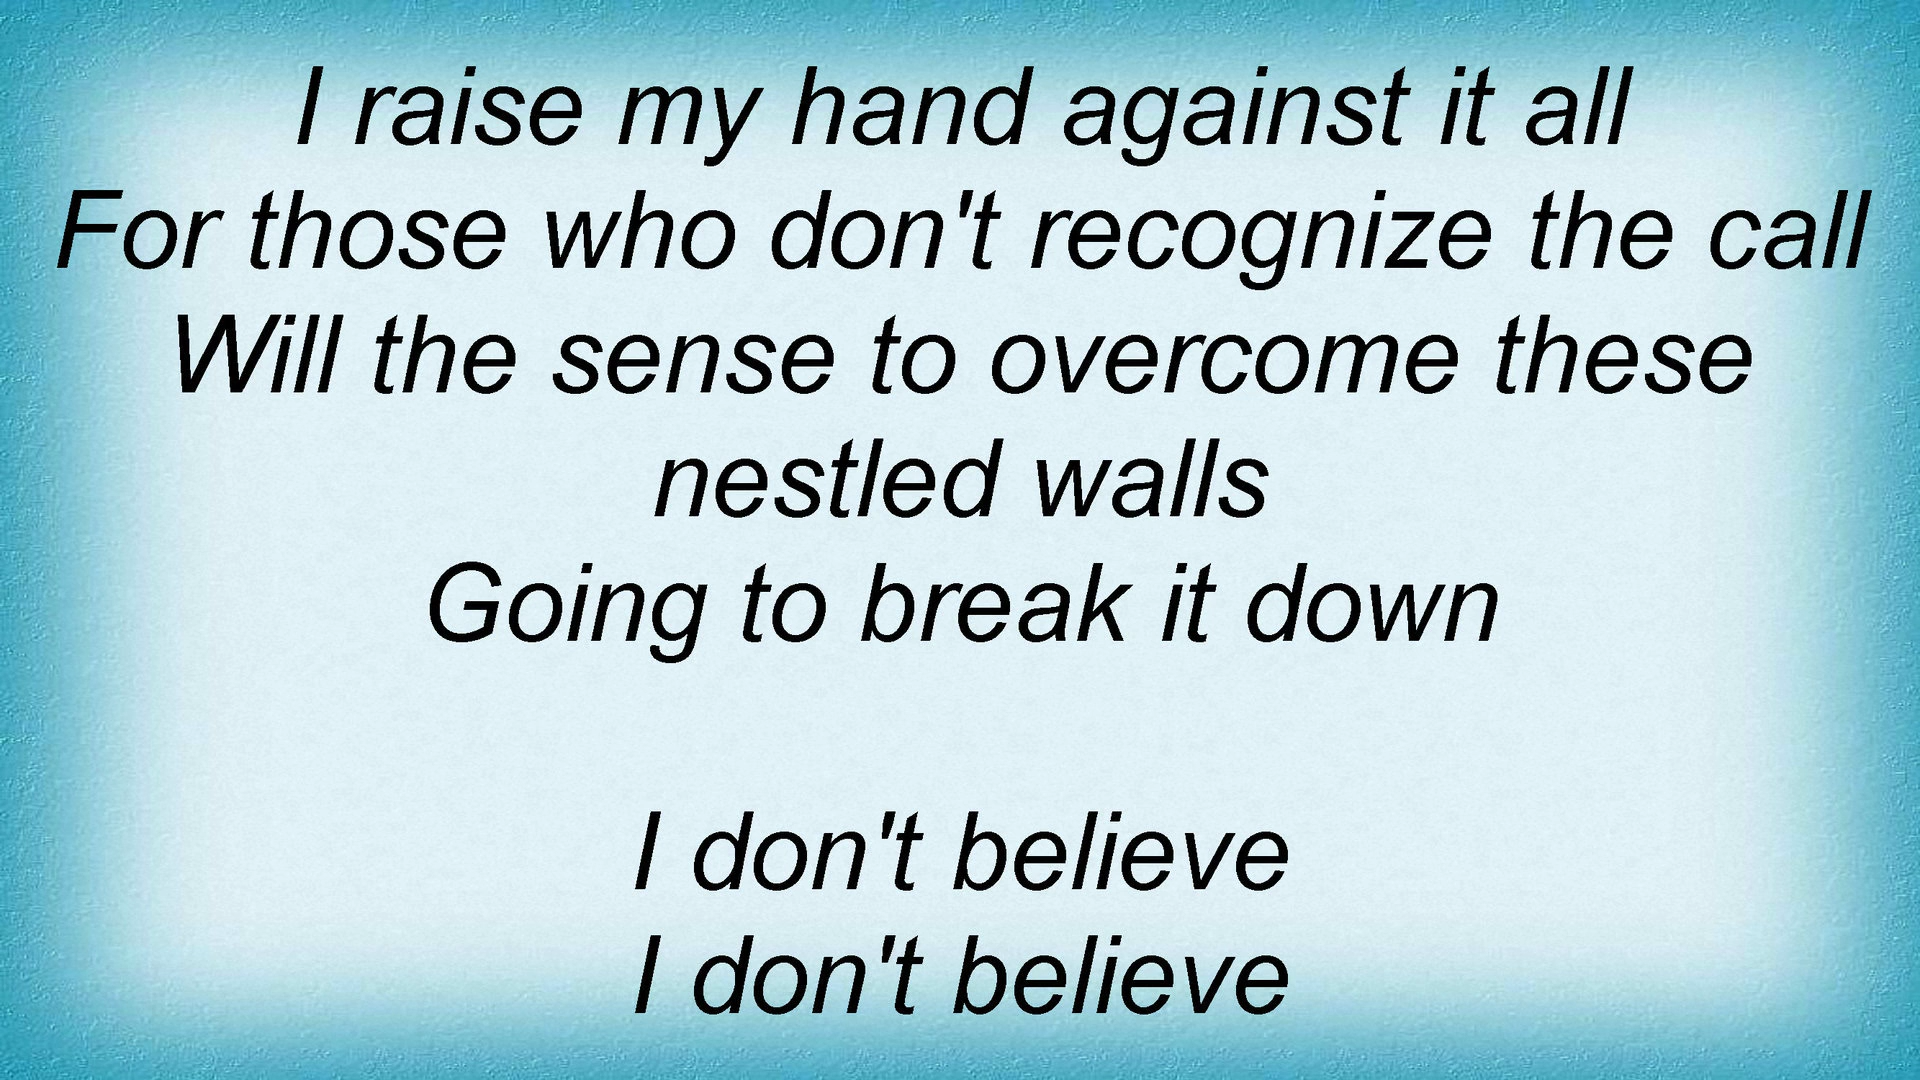 I raise my hand against it all
For those who don't recognize the call
Will the sense to overcome these
nestled walls
Going to break it down
I don't believe
I don't believe